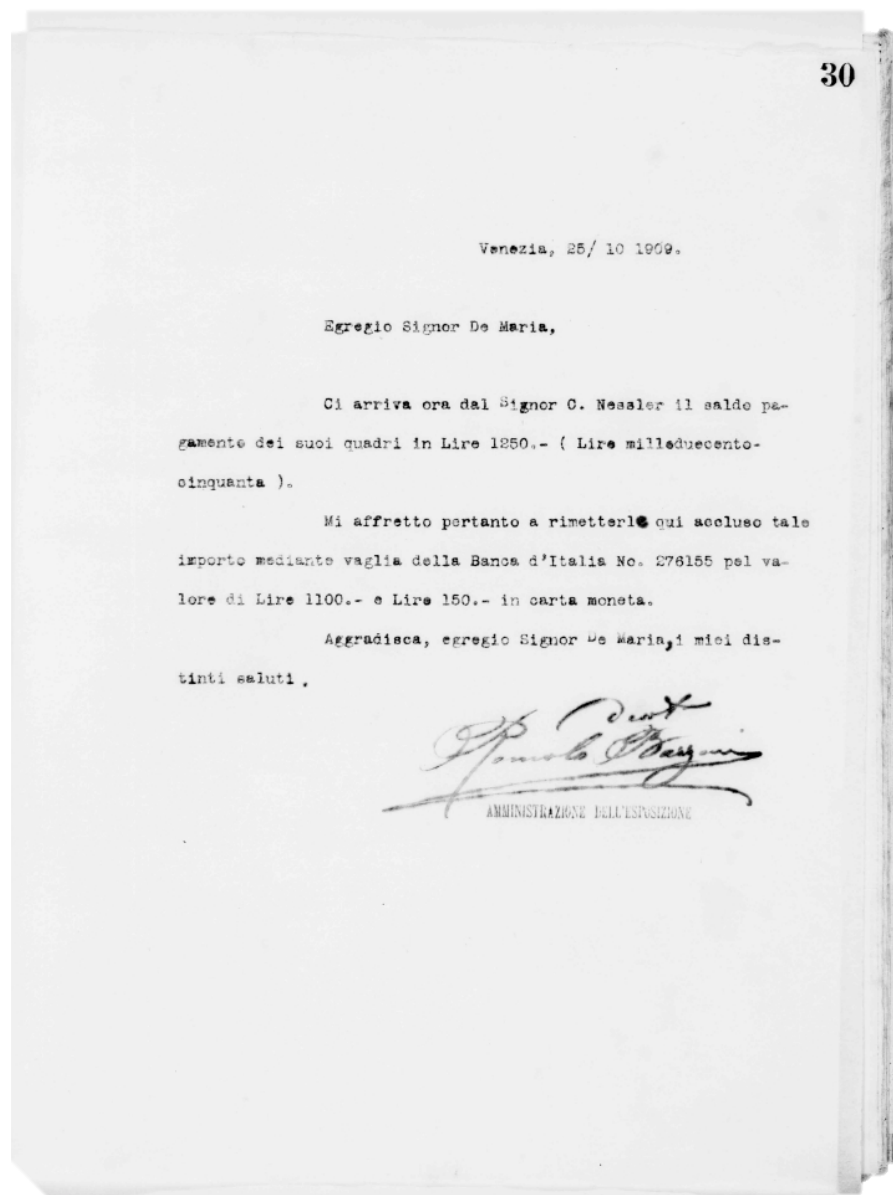 30
Venezia, 25/ 10 1909.
Egregio Signor De Maria,
Ci arriva ora dal Signor C. Nessler il saldo pa-
gamento dei suoi quadri in Lire 1250.- ( Lire milleduecento-
cinquanta ).
Mi affretto pertanto a rimetterle qui accluso tale
importo mediante vaglia della Banca d'Italia No. 276155 pel va-
lore di Lire 1100.- e Lire 150.- in carta moneta.
Aggradisca, egregio Signor De Maria,i miei dis-
tinti saluti .
Romolo Bazzoni
AMMINISTRAZIONE DELL'ESPOSIZIONE